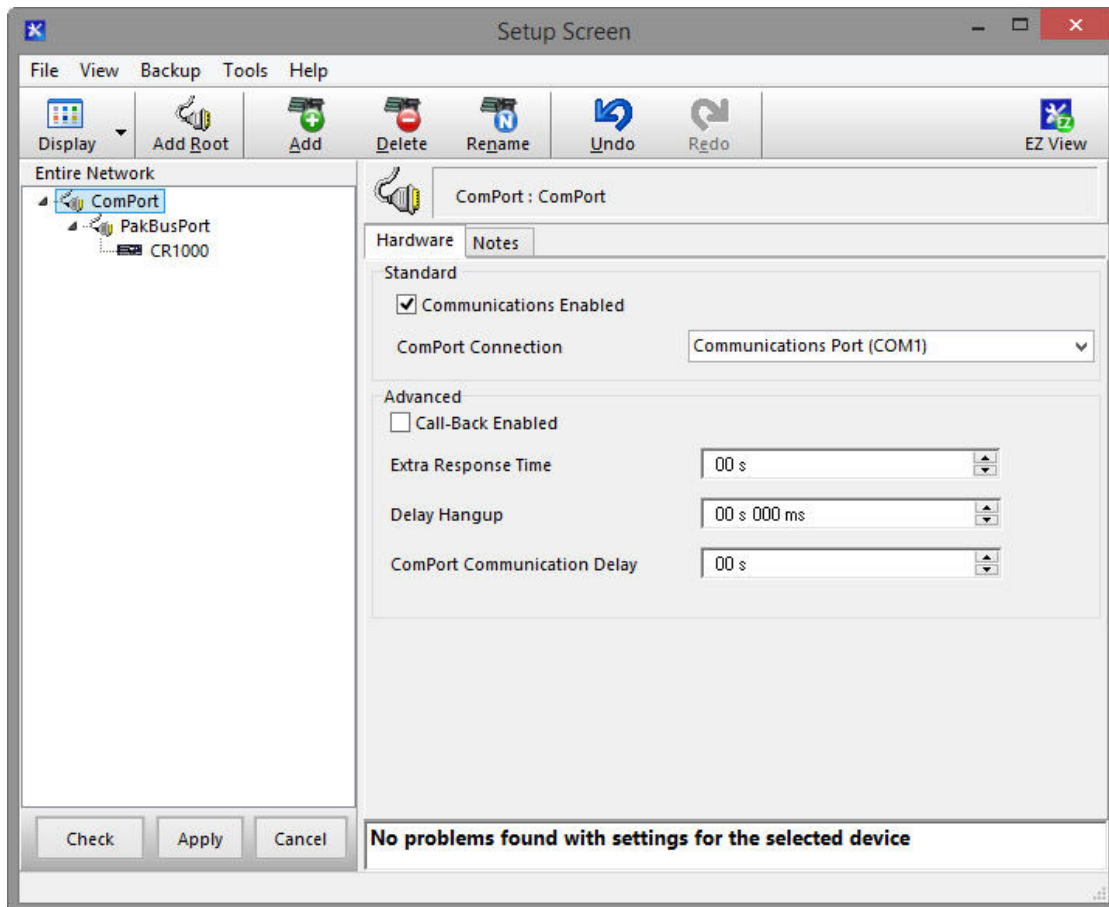 Setup Screen
File View Backup Tools Help
Display Add Root Add Delete Rename Undo Redo EZ View
Entire Network
ComPort
PakBusPort
CR1000
ComPort : ComPort
Hardware Notes
Standard
Communications Enabled
ComPort Connection Communications Port (COM1)
Advanced
Call-Back Enabled
Extra Response Time 00 s
Delay Hangup 00 s 000 ms
ComPort Communication Delay 00 s
Check Apply Cancel
No problems found with settings for the selected device